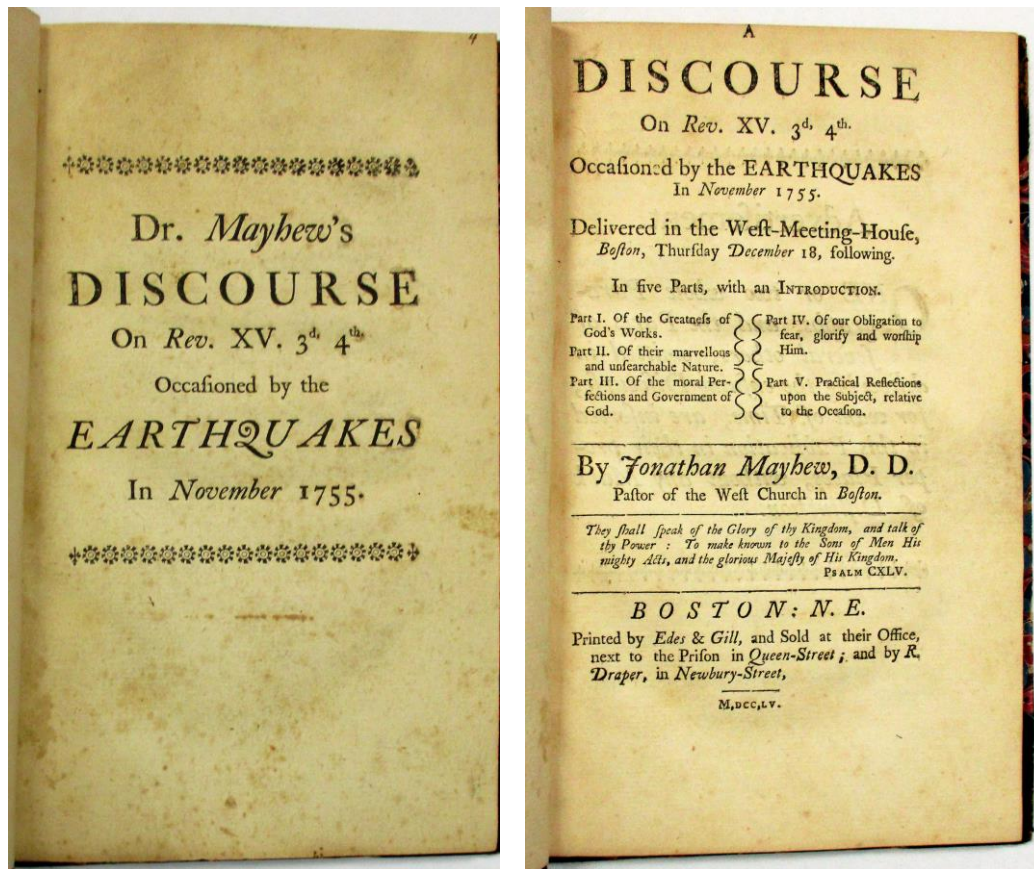 4
Dr. Mayhew's
DISCOURSE
On Rev. XV. 3d, 4th.
Occaſioned by the
EARTHQUAKES
In November 1755.
A
DISCOURSE
On Rev. XV. 3d, 4th.
Occaſioned by the EARTHQUAKES
In November 1755.
Delivered in the Weſt-Meeting-Houſe,
Boſton, Thurſday December 18, following.
In five Parts, with an INTRODUCTION.
Part I. Of the Greatneſs of
God's Works.
Part II. Of their marvellous
and unſearchable Nature.
Part III. Of the moral Per-
fections and Government of
God.
Part IV. Of our Obligation to
fear, glorify and worſhip
Him.
Part V. Practical Reflections
upon the Subject, relative
to the Occaſion.
By Jonathan Mayhew, D. D.
Paſtor of the Weſt Church in Boſton.
They ſhall ſpeak of the Glory of thy Kingdom, and talk of
thy Power : To make known to the Sons of Men His
mighty Acts, and the glorious Majeſty of His Kingdom.
PSALM CXLV.
BOSTON: N. E.
Printed by Edes & Gill, and Sold at their Office,
next to the Priſon in Queen-Street; and by R.
Draper, in Newbury-Street,
M,DCC,LV.